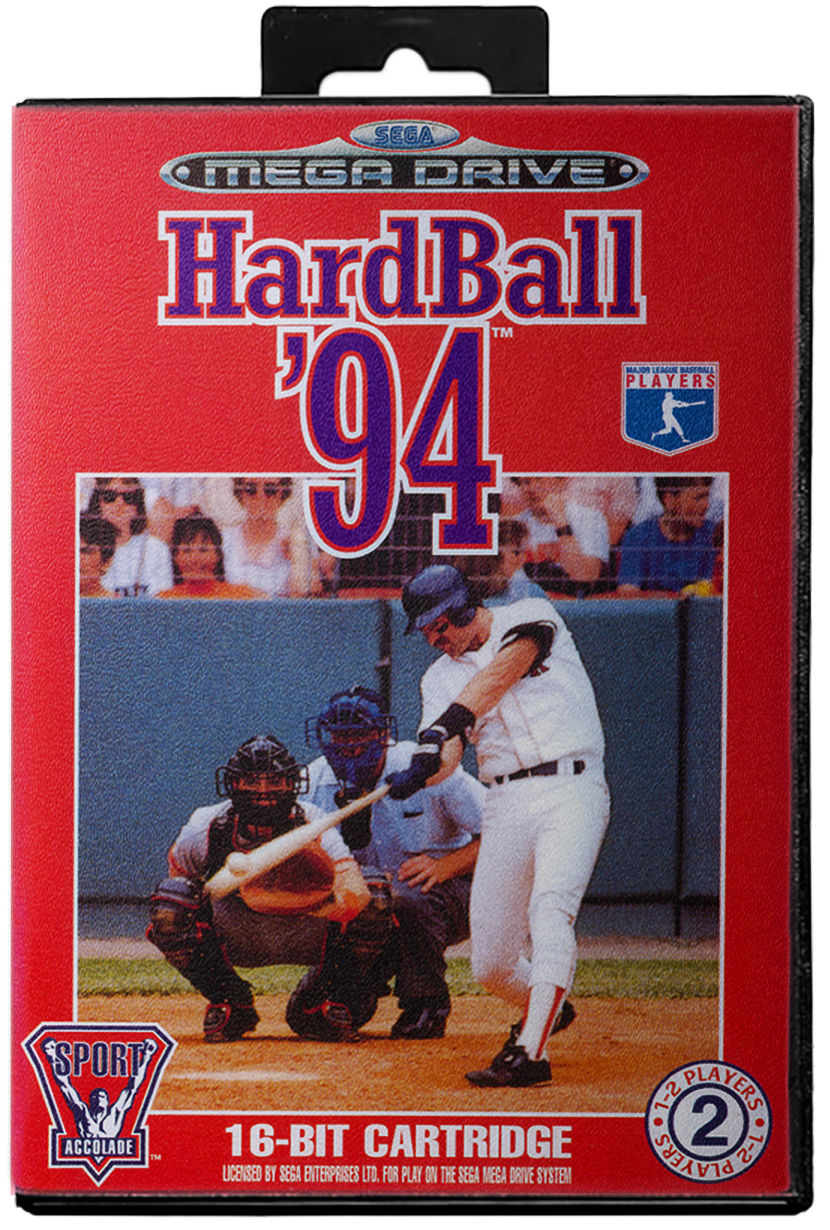 SEGA
MEGA DRIVE
HardBall
'94™
MAJOR LEAGUE BASEBALL
PLAYERS
SPORT
ACCOLADE™
1-2 PLAYERS • 1-2 PLAYERS •
2
16-BIT CARTRIDGE
LICENSED BY SEGA ENTERPRISES LTD. FOR PLAY ON THE SEGA MEGA DRIVE SYSTEM